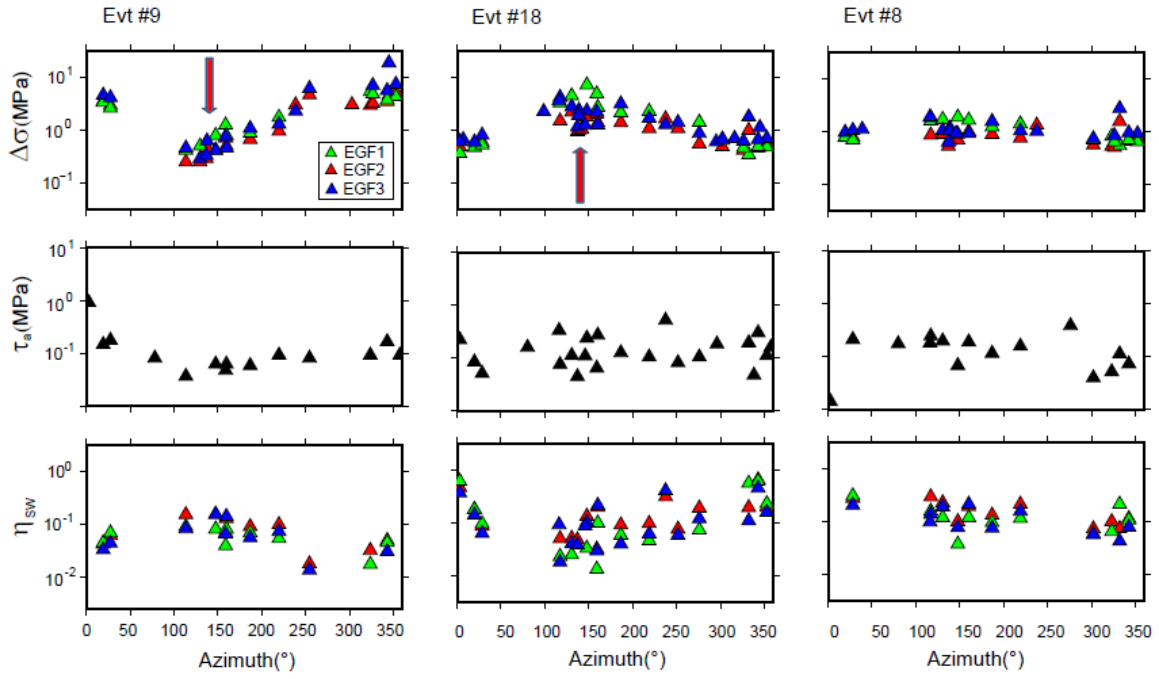 Evt #9
Evt #18
Evt #8
Δσ(MPa)
10¹
10⁰
10⁻¹
EGF1
EGF2
EGF3
τa(MPa)
10¹
10⁰
10⁻¹
ηsw
10⁰
10⁻¹
10⁻²
0 50 100 150 200 250 300 350
0 50 100 150 200 250 300 350
0 50 100 150 200 250 300 350
Azimuth(°)
Azimuth(°)
Azimuth(°)